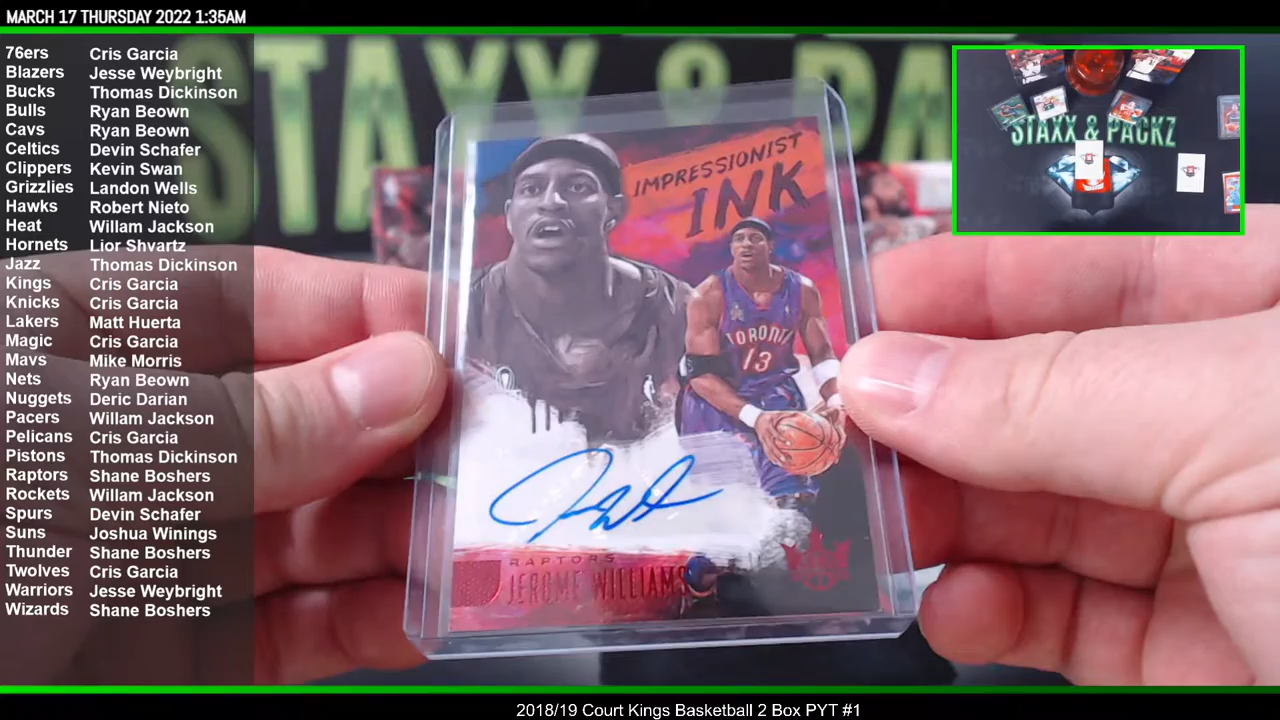 MARCH 17 THURSDAY 2022 1:35AM
76ers Cris Garcia
Blazers Jesse Weybright
Bucks Thomas Dickinson
Bulls Ryan Beown
Cavs Ryan Beown
Celtics Devin Schafer
Clippers Kevin Swan
Grizzlies Landon Wells
Hawks Robert Nieto
Heat Willam Jackson
Hornets Lior Shvartz
Jazz Thomas Dickinson
Kings Cris Garcia
Knicks Cris Garcia
Lakers Matt Huerta
Magic Cris Garcia
Mavs Mike Morris
Nets Ryan Beown
Nuggets Deric Darian
Pacers Willam Jackson
Pelicans Cris Garcia
Pistons Thomas Dickinson
Raptors Shane Boshers
Rockets Willam Jackson
Spurs Devin Schafer
Suns Joshua Winings
Thunder Shane Boshers
Twolves Cris Garcia
Warriors Jesse Weybright
Wizards Shane Boshers
STAXX & PA
IMPRESSIONIST
INK
TORONTO
13
RAPTORS
JEROME WILLIAMS
STAXX & PACKZ
2018/19 Court Kings Basketball 2 Box PYT #1